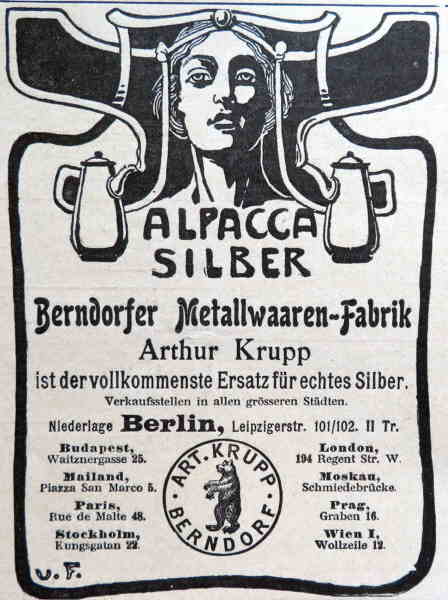 ALPACCA
SILBER
Berndorfer Metallwaaren-Fabrik
Arthur Krupp
ist der vollkommenste Ersatz für echtes Silber.
Verkaufsstellen in allen grösseren Städten.
Niederlage Berlin, Leipzigerstr. 101/102. II Tr.
Budapest,
Waitznergasse 25.
Mailand,
Piazza San Marco 5.
Paris,
Rue de Malte 48.
Stockholm,
Kungsgatan 22.
ART. KRUPP
BERNDORF
London,
194 Regent Str. W.
Moskau,
Schmiedebrücke.
Prag,
Graben 16.
Wien I,
Wollzeile 12.
v. F.